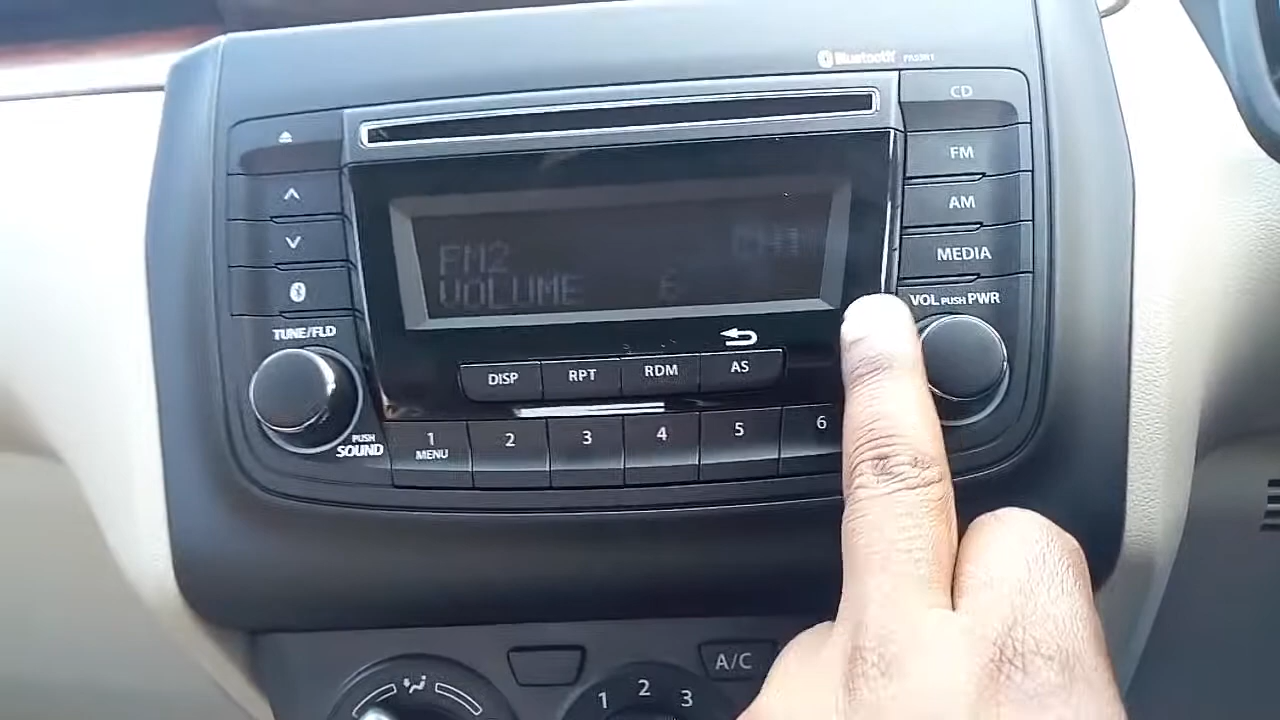 Bluetooth
CD
FM
AM
MEDIA
VOL PUSH PWR
FM2
VOLUME 6
TUNE/FLD
PUSH
SOUND
DISP
RPT
RDM
AS
1
MENU
2
3
4
5
6
A/C
1
2
3